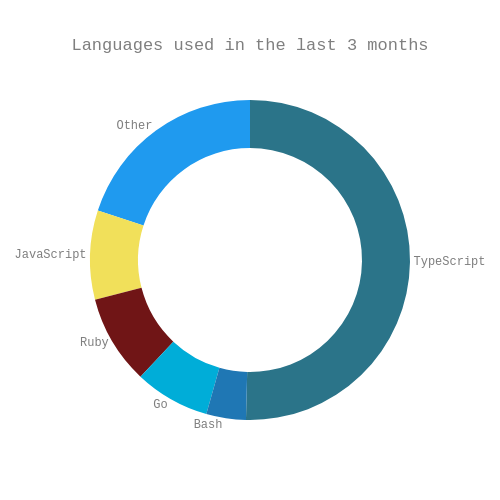 Languages used in the last 3 months
Other
JavaScript
TypeScript
Ruby
Go
Bash